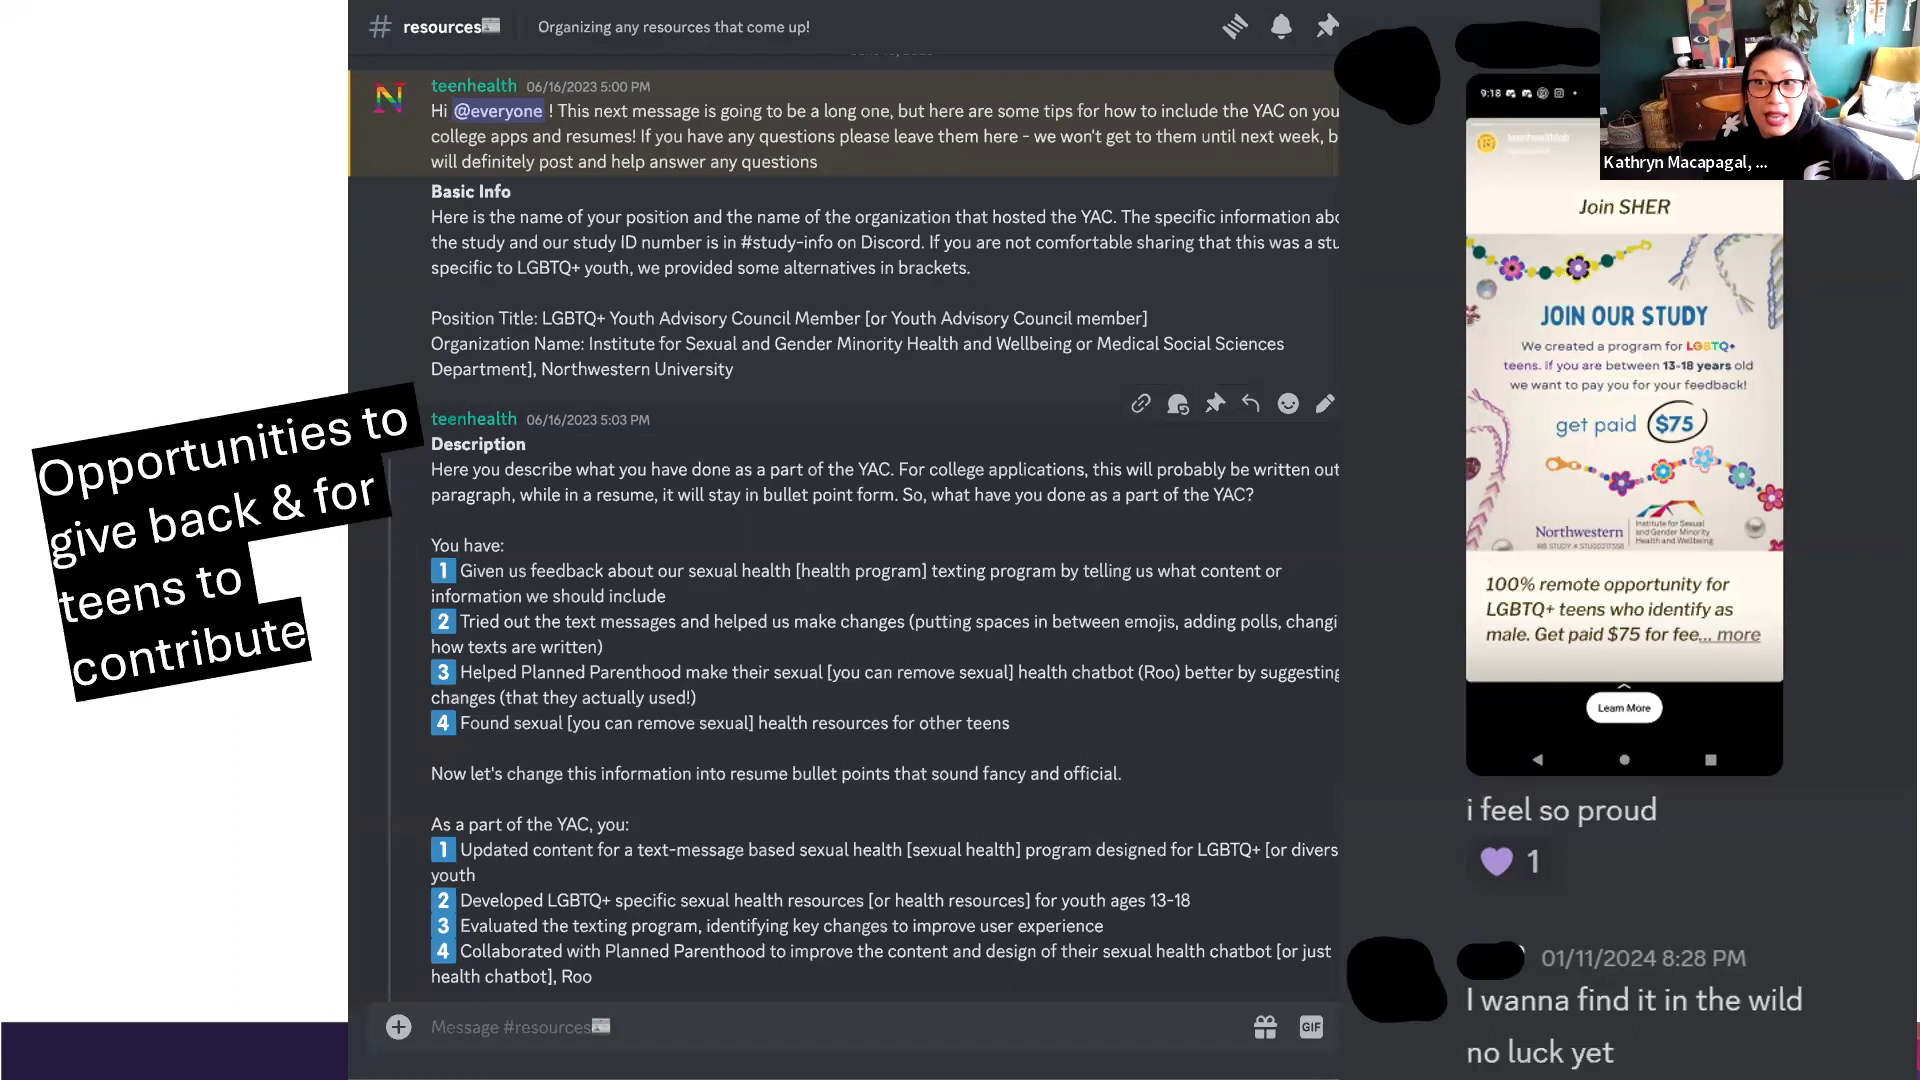 Opportunities to
give back & for
teens to
contribute
# resources
Organizing any resources that come up!
teenhealth 06/16/2023 5:00 PM
Hi @everyone ! This next message is going to be a long one, but here are some tips for how to include the YAC on you
college apps and resumes! If you have any questions please leave them here - we won't get to them until next week, b
will definitely post and help answer any questions
Basic Info
Here is the name of your position and the name of the organization that hosted the YAC. The specific information abo
the study and our study ID number is in #study-info on Discord. If you are not comfortable sharing that this was a stu
specific to LGBTQ+ youth, we provided some alternatives in brackets.
Position Title: LGBTQ+ Youth Advisory Council Member [or Youth Advisory Council member]
Organization Name: Institute for Sexual and Gender Minority Health and Wellbeing or Medical Social Sciences
Department], Northwestern University
teenhealth 06/16/2023 5:03 PM
Description
Here you describe what you have done as a part of the YAC. For college applications, this will probably be written out
paragraph, while in a resume, it will stay in bullet point form. So, what have you done as a part of the YAC?
You have:
1 Given us feedback about our sexual health [health program] texting program by telling us what content or
information we should include
2 Tried out the text messages and helped us make changes (putting spaces in between emojis, adding polls, changi
how texts are written)
3 Helped Planned Parenthood make their sexual [you can remove sexual] health chatbot (Roo) better by suggesting
changes (that they actually used!)
4 Found sexual [you can remove sexual] health resources for other teens
Now let's change this information into resume bullet points that sound fancy and official.
As a part of the YAC, you:
1 Updated content for a text-message based sexual health [sexual health] program designed for LGBTQ+ [or divers
youth
2 Developed LGBTQ+ specific sexual health resources [or health resources] for youth ages 13-18
3 Evaluated the texting program, identifying key changes to improve user experience
4 Collaborated with Planned Parenthood to improve the content and design of their sexual health chatbot [or just
health chatbot], Roo
Message #resources
GIF
9:18
teenhealthlab
Join SHER
JOIN OUR STUDY
We created a program for LGBTQ+
teens. If you are between 13-18 years old
we want to pay you for your feedback!
get paid $75
Northwestern
Institute for Sexual
and Gender Minority
Health and Wellbeing
100% remote opportunity for
LGBTQ+ teens who identify as
male. Get paid $75 for fee... more
Learn More
i feel so proud
1
01/11/2024 8:28 PM
I wanna find it in the wild
no luck yet
Kathryn Macapagal, ...